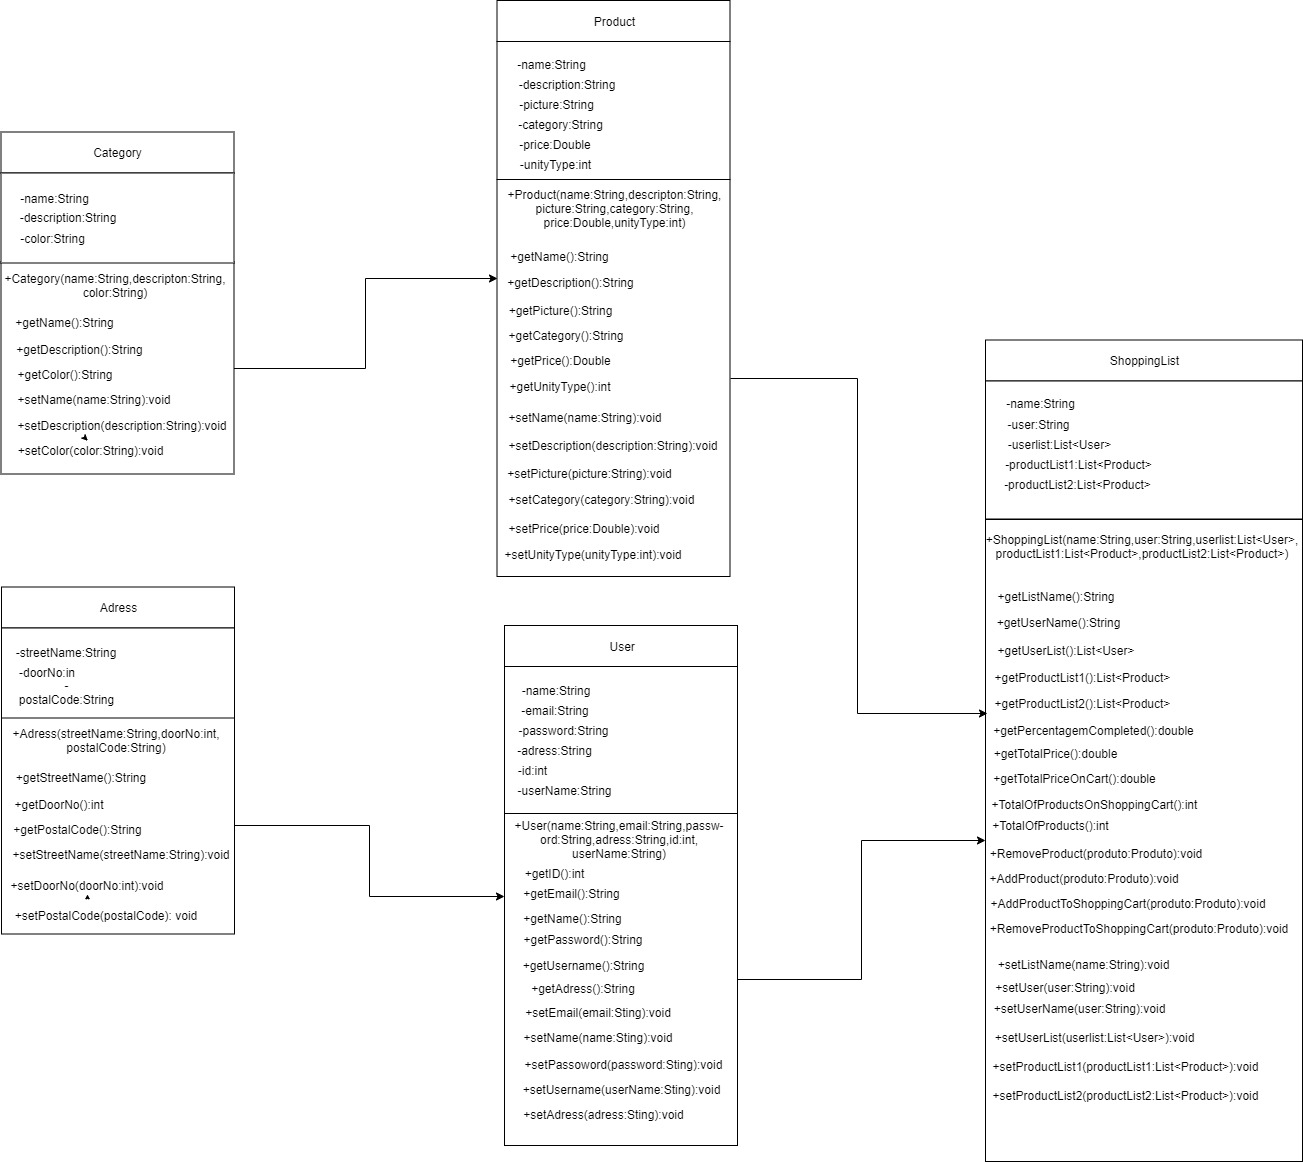 Product
-name:String
-description:String
-picture:String
-category:String
-price:Double
-unityType:int
+Product(name:String,descripton:String,
picture:String,category:String,
price:Double,unityType:int)
+getName():String
+getDescription():String
+getPicture():String
+getCategory():String
+getPrice():Double
+getUnityType():int
+setName(name:String):void
+setDescription(description:String):void
+setPicture(picture:String):void
+setCategory(category:String):void
+setPrice(price:Double):void
+setUnityType(unityType:int):void
Category
-name:String
-description:String
-color:String
+Category(name:String,descripton:String,
color:String)
+getName():String
+getDescription():String
+getColor():String
+setName(name:String):void
+setDescription(description:String):void
+setColor(color:String):void
Adress
-streetName:String
-doorNo:in
-
postalCode:String
+Adress(streetName:String,doorNo:int,
postalCode:String)
+getStreetName():String
+getDoorNo():int
+getPostalCode():String
+setStreetName(streetName:String):void
+setDoorNo(doorNo:int):void
+setPostalCode(postalCode): void
User
-name:String
-email:String
-password:String
-adress:String
-id:int
-userName:String
+User(name:String,email:String,passw-
ord:String,adress:String,id:int,
userName:String)
+getID():int
+getEmail():String
+getName():String
+getPassword():String
+getUsername():String
+getAdress():String
+setEmail(email:Sting):void
+setName(name:Sting):void
+setPassoword(password:Sting):void
+setUsername(userName:Sting):void
+setAdress(adress:Sting):void
ShoppingList
-name:String
-user:String
-userlist:List<User>
-productList1:List<Product>
-productList2:List<Product>
+ShoppingList(name:String,user:String,userlist:List<User>,
productList1:List<Product>,productList2:List<Product>)
+getListName():String
+getUserName():String
+getUserList():List<User>
+getProductList1():List<Product>
+getProductList2():List<Product>
+getPercentagemCompleted():double
+getTotalPrice():double
+getTotalPriceOnCart():double
+TotalOfProductsOnShoppingCart():int
+TotalOfProducts():int
+RemoveProduct(produto:Produto):void
+AddProduct(produto:Produto):void
+AddProductToShoppingCart(produto:Produto):void
+RemoveProductToShoppingCart(produto:Produto):void
+setListName(name:String):void
+setUser(user:String):void
+setUserName(user:String):void
+setUserList(userlist:List<User>):void
+setProductList1(productList1:List<Product>):void
+setProductList2(productList2:List<Product>):void